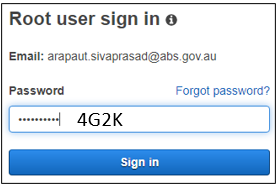 Root user sign in
Email: arapaut.sivaprasad@abs.gov.au
Password Forgot password?
•••••••••• 4G2K
Sign in